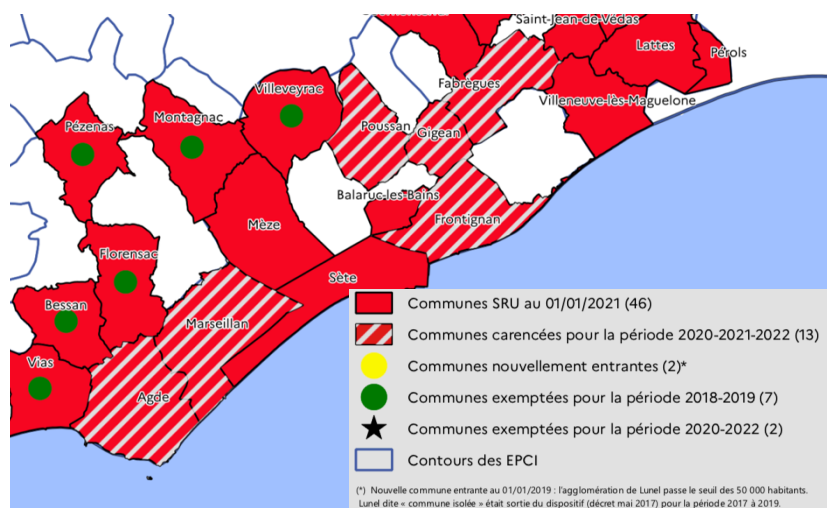 Saint-Jean-de-Védas
Lattes
Pérols
Fabrègues
Villeveyrac
Villeneuve-lès-Maguelone
Montagnac
Pézenas
Poussan
Gigean
Balaruc-les-Bains
Frontignan
Mèze
Florensac
Sète
Bessan
Marseillan
Vias
Agde
Communes SRU au 01/01/2021 (46)
Communes carencées pour la période 2020-2021-2022 (13)
Communes nouvellement entrantes (2)*
Communes exemptées pour la période 2018-2019 (7)
Communes exemptées pour la période 2020-2022 (2)
Contours des EPCI
(*) Nouvelle commune entrante au 01/01/2019 : l'agglomération de Lunel passe le seuil des 50 000 habitants.
Lunel dite « commune isolée » était sortie du dispositif (décret mai 2017) pour la période 2017 à 2019.